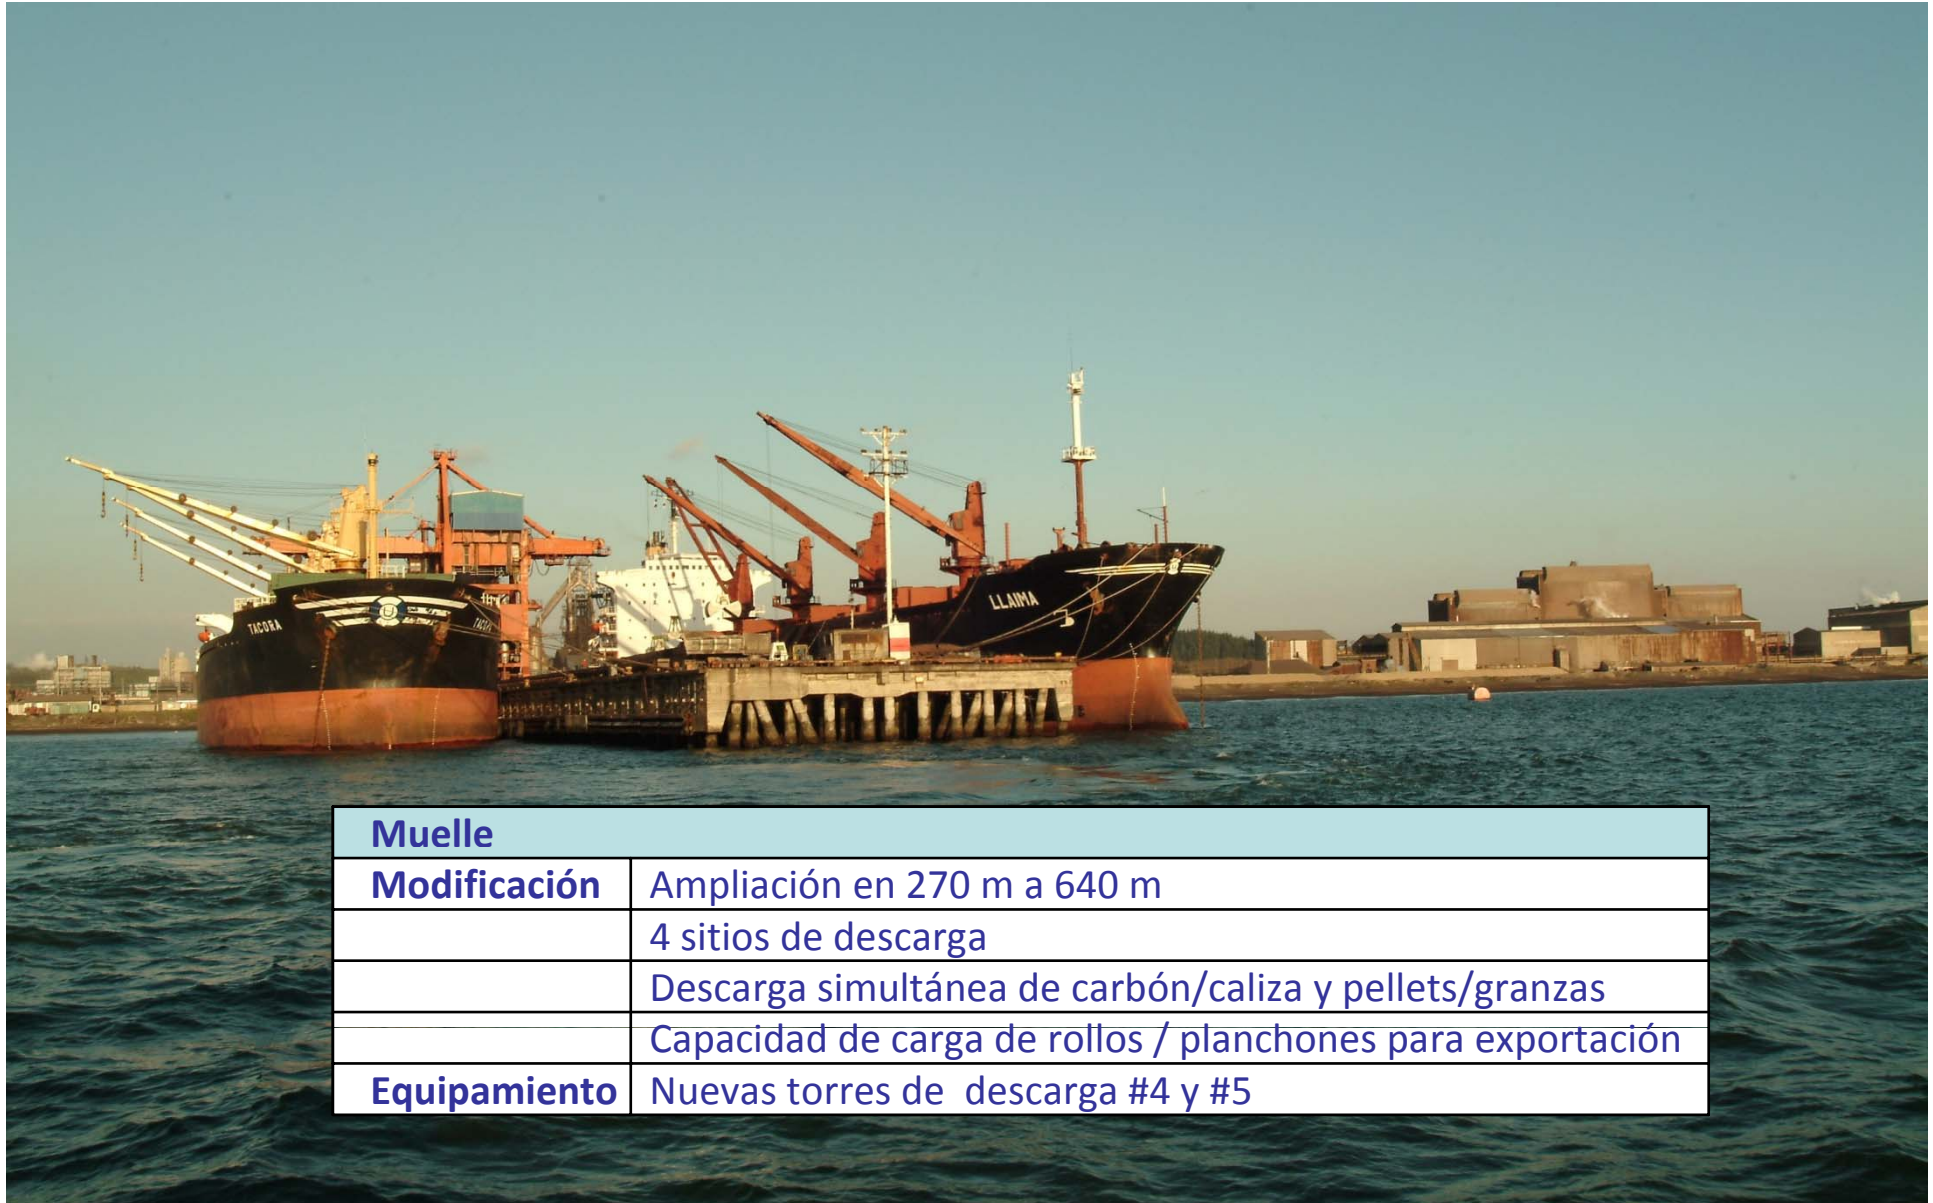 TACORA
TACORA
LLAIMA
Muelle
Modificación Ampliación en 270 m a 640 m
4 sitios de descarga
Descarga simultánea de carbón/caliza y pellets/granzas
Capacidad de carga de rollos / planchones para exportación
Equipamiento Nuevas torres de descarga #4 y #5